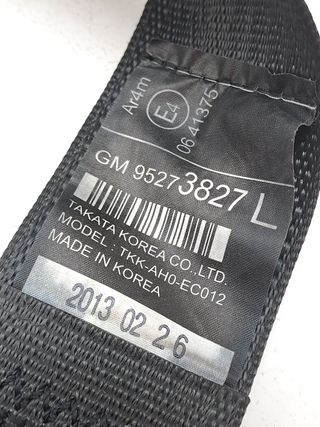 Ar4m
E4
06 41375
GM 95273827 L
TAKATA KOREA CO.,LTD.
MODEL : TKK-AH0-EC012
MADE IN KOREA
2013 02 26